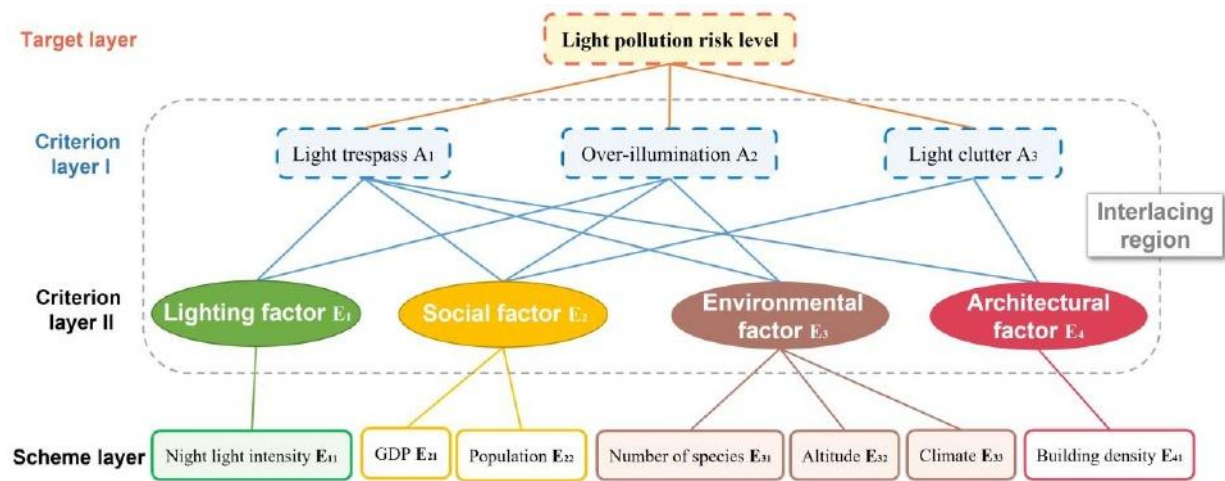 Target layer
Light pollution risk level
Criterion
layer I
Light trespass A1
Over-illumination A2
Light clutter A3
Interlacing
region
Criterion
layer II
Lighting factor E1
Social factor E2
Environmental
factor E3
Architectural
factor E4
Scheme layer
Night light intensity E11
GDP E21
Population E22
Number of species E31
Altitude E32
Climate E33
Building density E41